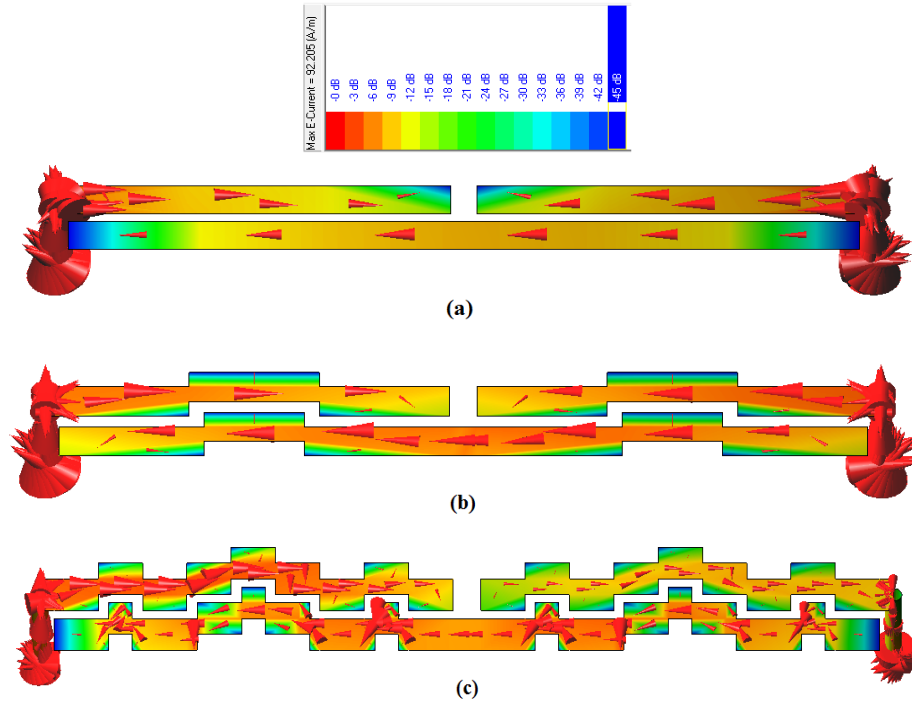 Max E-Current = 92.205 (A/m)
-0 dB
-3 dB
-6 dB
-9 dB
-12 dB
-15 dB
-18 dB
-21 dB
-24 dB
-27 dB
-30 dB
-33 dB
-36 dB
-39 dB
-42 dB
-45 dB
(a)
(b)
(c)